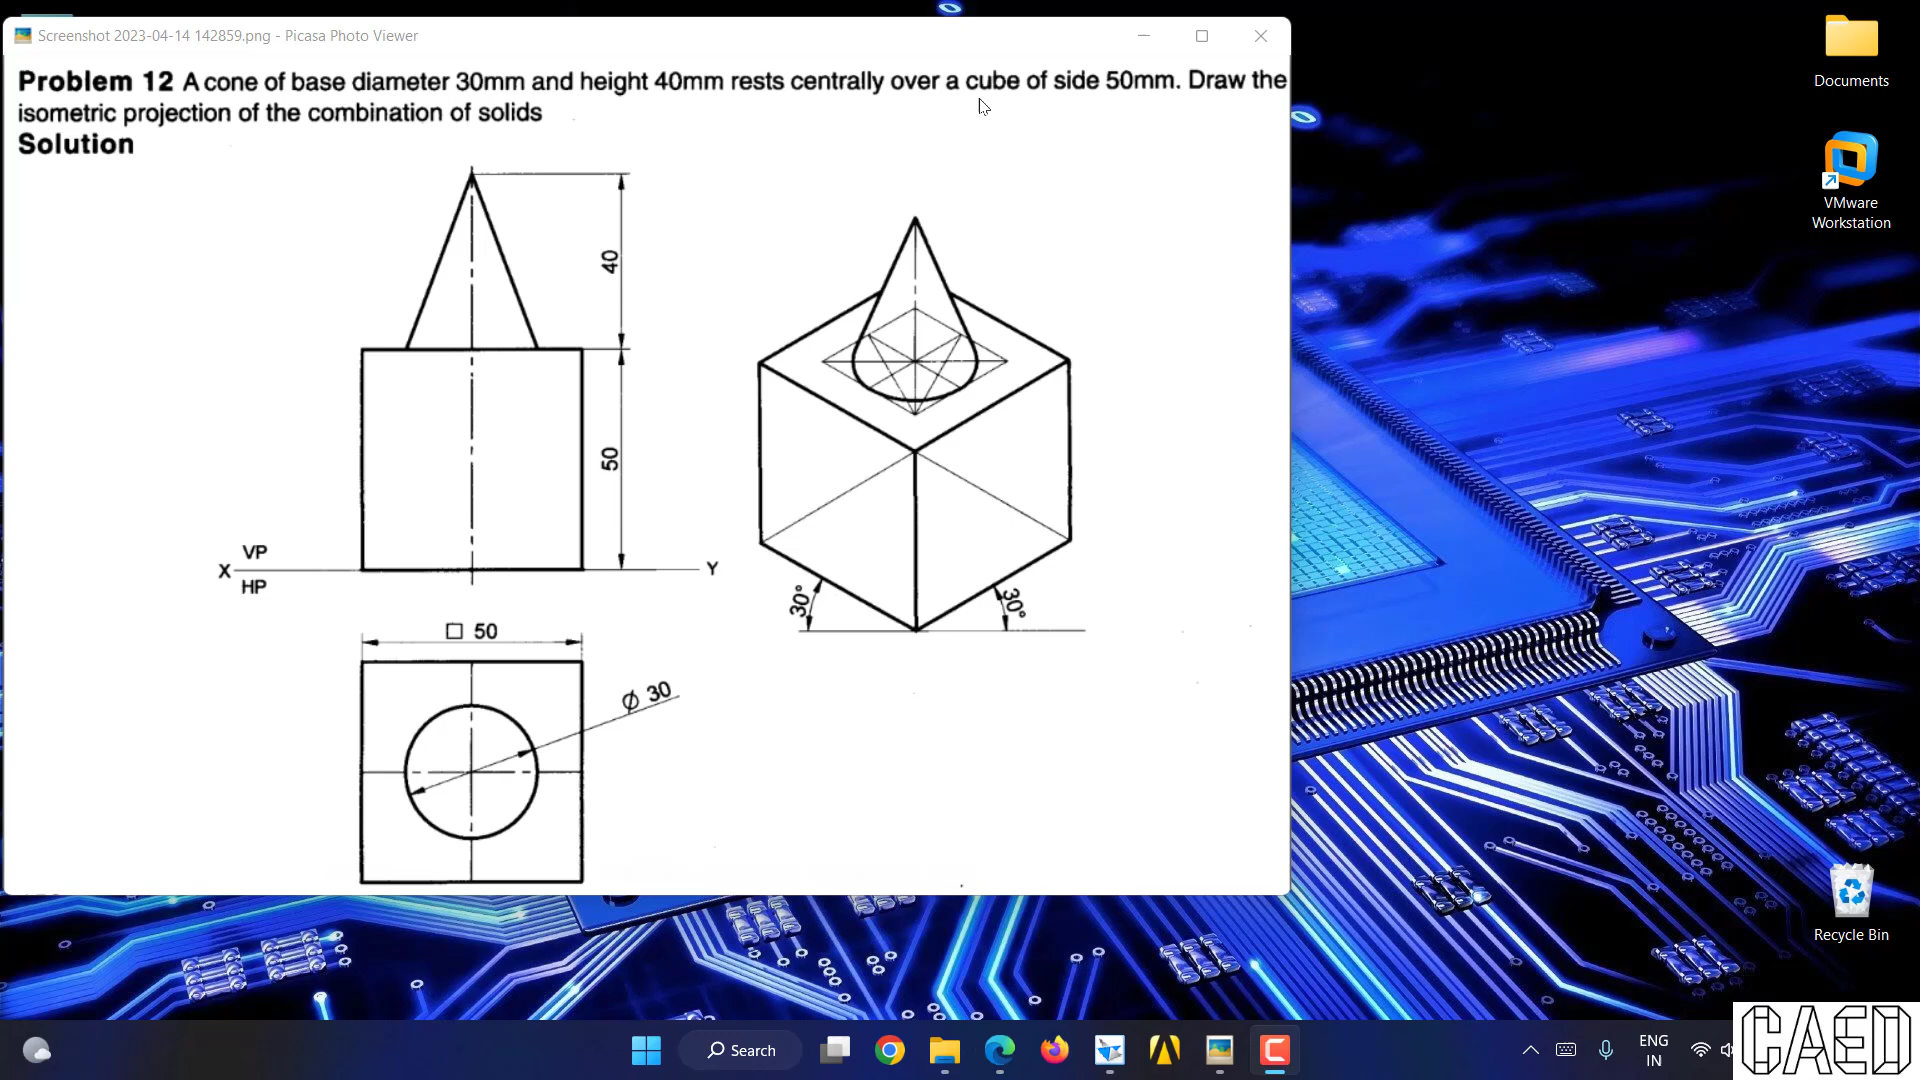 Screenshot 2023-04-14 142859.png - Picasa Photo Viewer
Problem 12 A cone of base diameter 30mm and height 40mm rests centrally over a cube of side 50mm. Draw the
isometric projection of the combination of solids
Solution
40
50
VP
X
Y
HP
30°
30°
50
Ø 30
Documents
VMware
Workstation
Recycle Bin
Search
ENG
IN
CAED